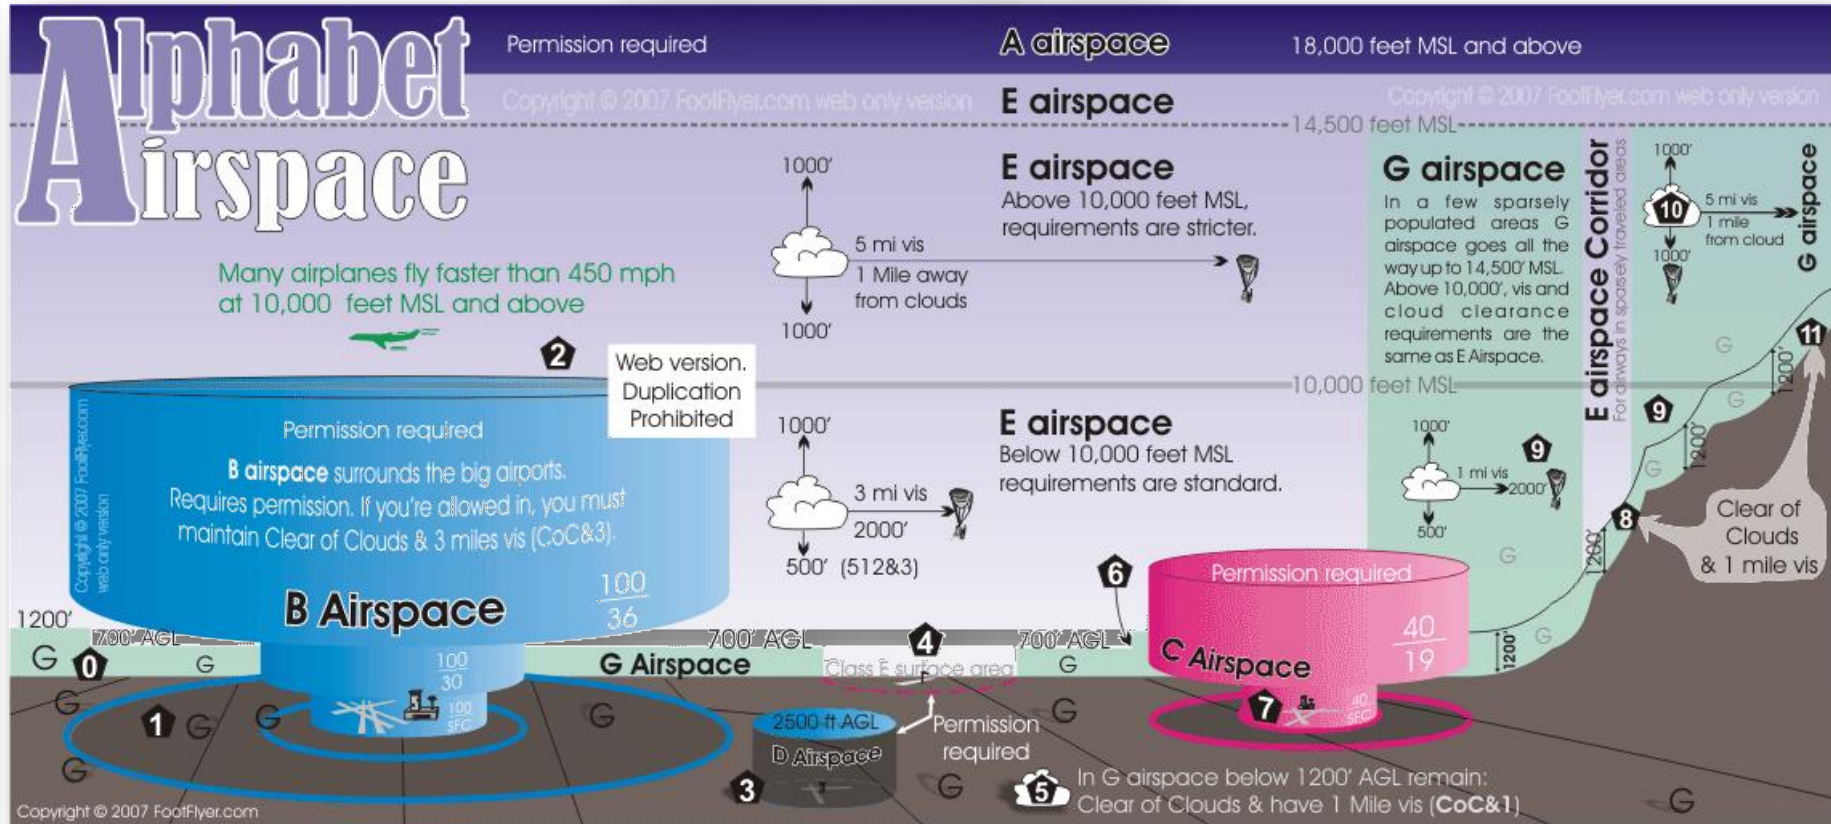 Alphabet
Airspace
Permission required
A airspace
18,000 feet MSL and above
Copyright © 2007 FootFlyer.com web only version
E airspace
Copyright © 2007 FootFlyer.com web only version
14,500 feet MSL
1000'
5 mi vis
1 Mile away
from clouds
1000'
E airspace
Above 10,000 feet MSL,
requirements are stricter.
G airspace
In a few sparsely
populated areas G
airspace goes all the
way up to 14,500' MSL.
Above 10,000', vis and
cloud clearance
requirements are the
same as E Airspace.
E airspace Corridor
For airways in sparsely traveled areas
1000'
10
5 mi vis
1 mile
from cloud
1000'
G airspace
Many airplanes fly faster than 450 mph
at 10,000 feet MSL and above
2
Web version.
Duplication
Prohibited
10,000 feet MSL
11
G
1200'
G
9
1200'
G
Copyright © 2007 FootFlyer.com
web only version
Permission required
B airspace surrounds the big airports.
Requires permission. If you're allowed in, you must
maintain Clear of Clouds & 3 miles vis (CoC&3).
B Airspace
100
36
100
30
100
SFC
1000'
3 mi vis
2000'
500' (512&3)
E airspace
Below 10,000 feet MSL
requirements are standard.
1000'
9
1 mi vis
2000'
500'
8
Clear of
Clouds
& 1 mile vis
1200'
G
6
Permission required
40
19
C Airspace
7
40
SFC
1200'
G
1200'
700' AGL
700' AGL
4
700' AGL
G
0
G
G Airspace
Class E surface area
G
G
1
G
G
G
G
2500 ft AGL
D Airspace
3
Permission
required
G
G
5
In G airspace below 1200' AGL remain:
Clear of Clouds & have 1 Mile vis (CoC&1)
G
Copyright © 2007 FootFlyer.com